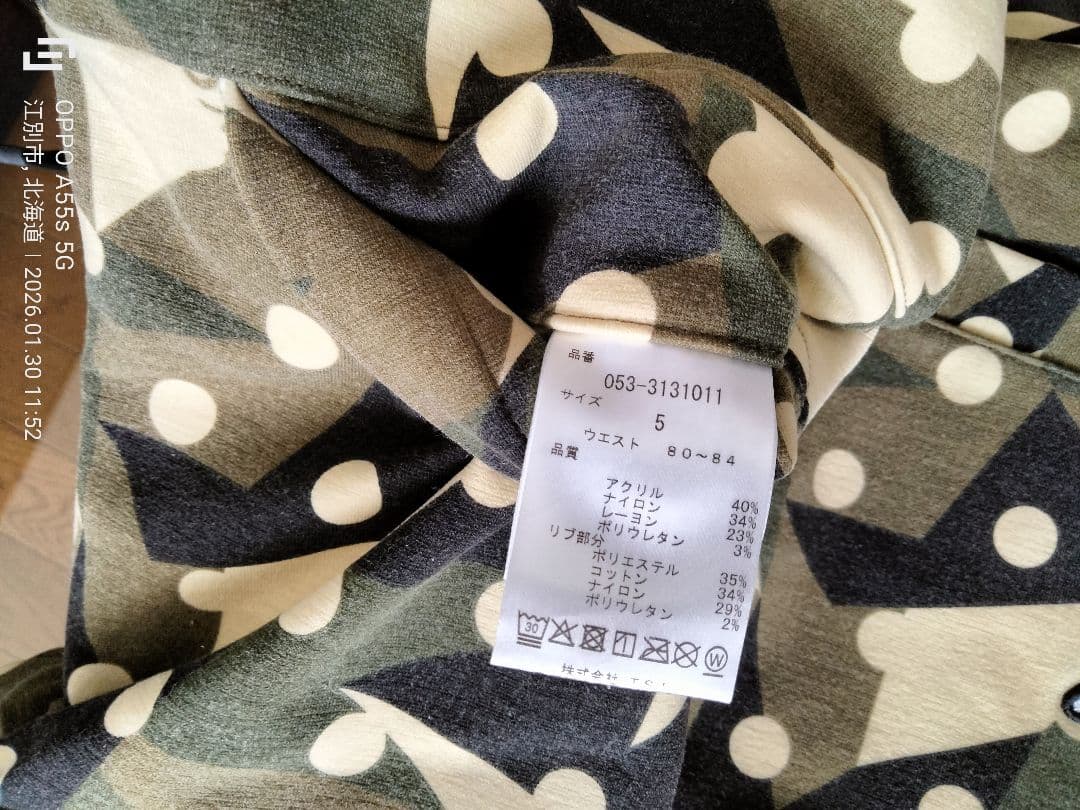 OPPO A55s 5G
江別市, 北海道 | 2026.01.30 11:52
品番
053-3131011
サイズ
5
ウエスト 80~84
品質
アクリル 40%
ナイロン 34%
レーヨン 23%
ポリウレタン 3%
リブ部分
ポリエステル 35%
コットン 34%
ナイロン 29%
ポリウレタン 2%
30 W
株式会社